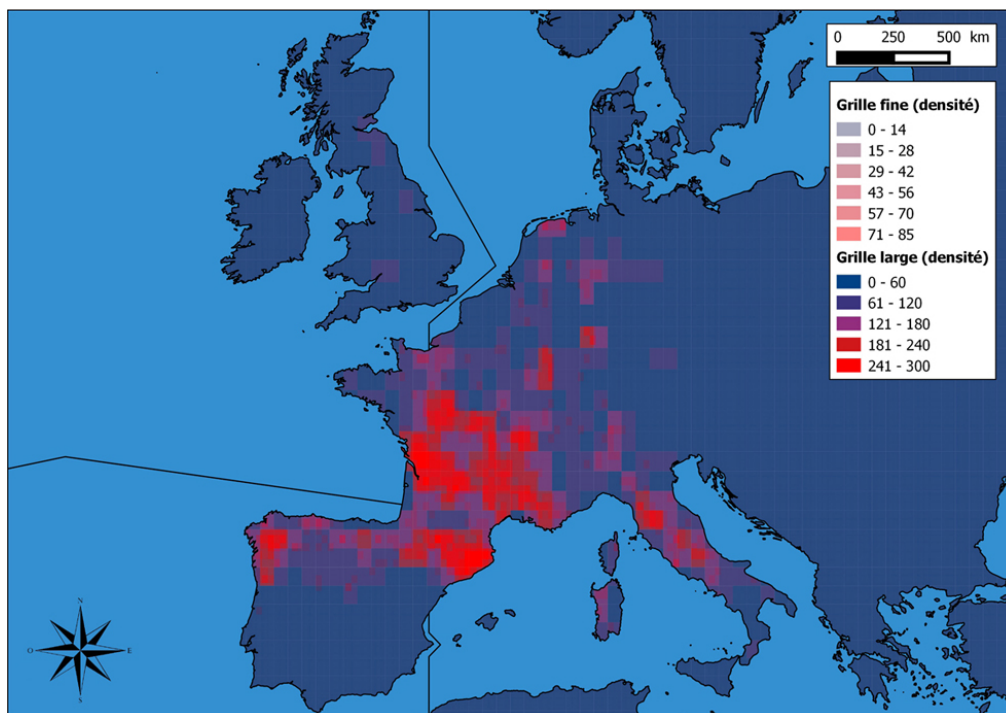 0 250 500 km
Grille fine (densité)
0 - 14
15 - 28
29 - 42
43 - 56
57 - 70
71 - 85
Grille large (densité)
0 - 60
61 - 120
121 - 180
181 - 240
241 - 300
N
O E
S